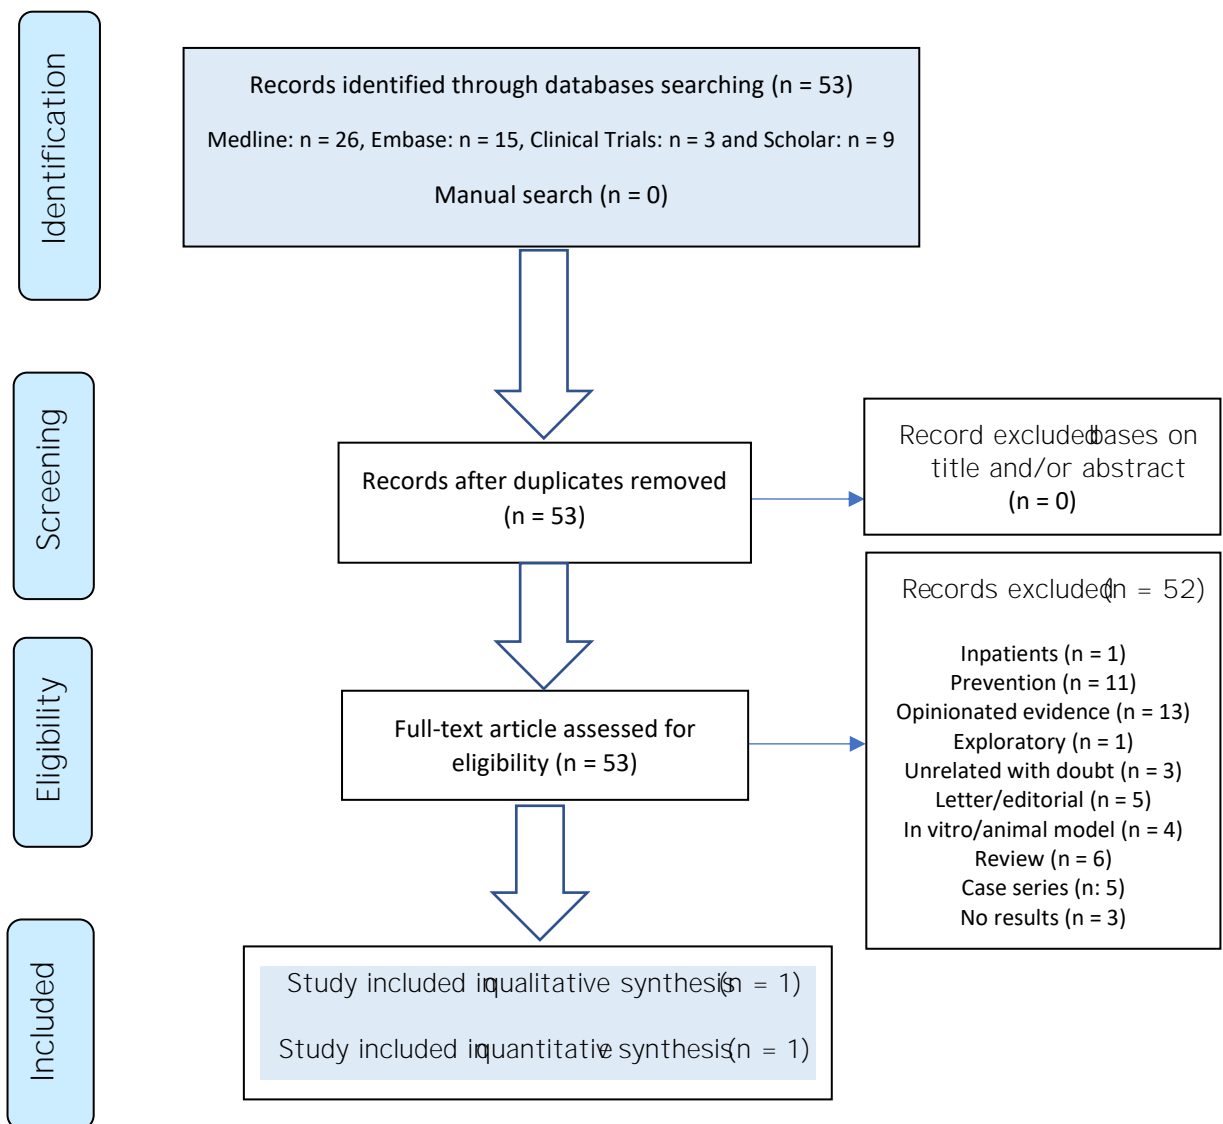 Identification
Records identified through databases searching (n = 53)
Medline: n = 26, Embase: n = 15, Clinical Trials: n = 3 and Scholar: n = 9
Manual search (n = 0)
Screening
Records after duplicates removed
(n = 53)
Record excluded bases on
title and/or abstract
(n = 0)
Eligibility
Full-text article assessed for
eligibility (n = 53)
Records excluded (n = 52)
Inpatients (n = 1)
Prevention (n = 11)
Opinionated evidence (n = 13)
Exploratory (n = 1)
Unrelated with doubt (n = 3)
Letter/editorial (n = 5)
In vitro/animal model (n = 4)
Review (n = 6)
Case series (n: 5)
No results (n = 3)
Included
Study included in qualitative synthesis (n = 1)
Study included in quantitative synthesis (n = 1)